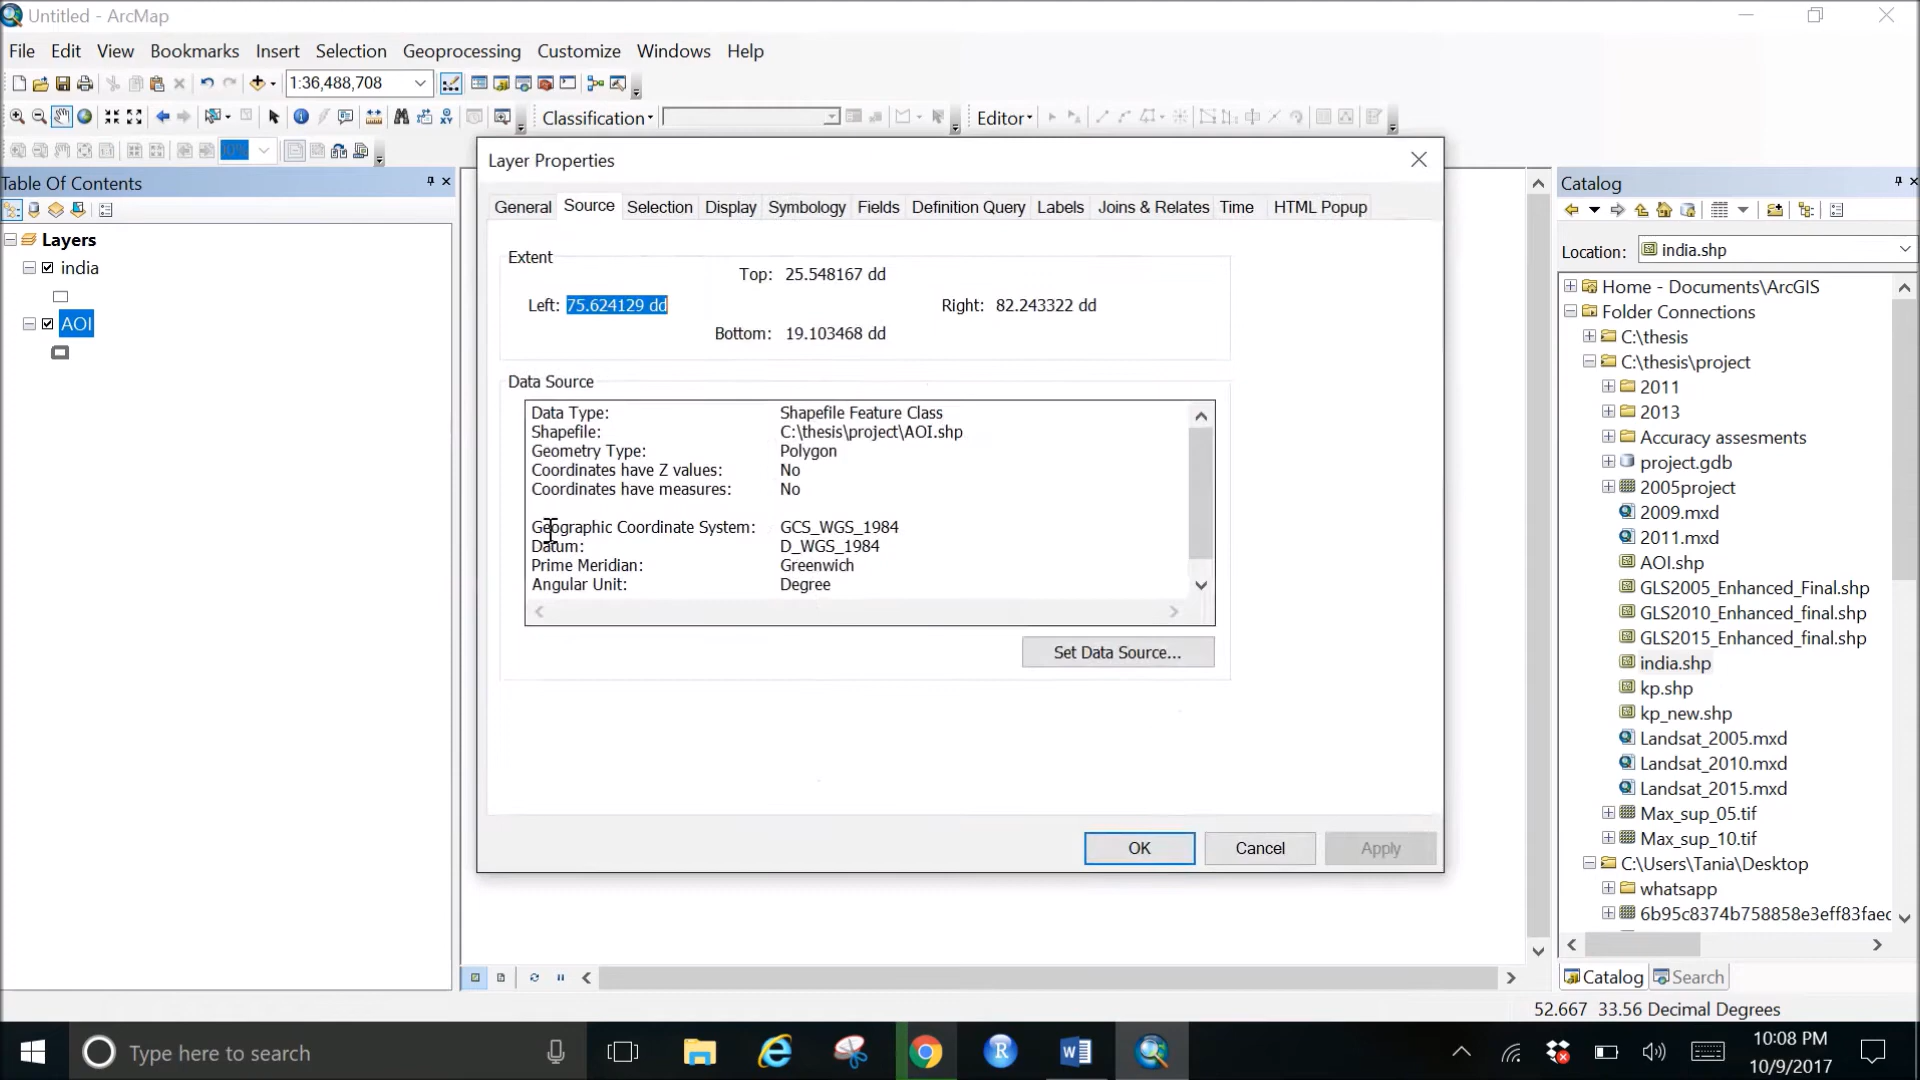 Untitled - ArcMap
File Edit View Bookmarks Insert Selection Geoprocessing Customize Windows Help
1:36,488,708
Classification
Editor
Table Of Contents
Layers
india
AOI
Layer Properties
General Source Selection Display Symbology Fields Definition Query Labels Joins & Relates Time HTML Popup
Extent
Top: 25.548167 dd
Left: 75.624129 dd Right: 82.243322 dd
Bottom: 19.103468 dd
Data Source
Data Type: Shapefile Feature Class
Shapefile: C:\thesis\project\AOI.shp
Geometry Type: Polygon
Coordinates have Z values: No
Coordinates have measures: No
Geographic Coordinate System: GCS_WGS_1984
Datum: D_WGS_1984
Prime Meridian: Greenwich
Angular Unit: Degree
Set Data Source...
OK Cancel Apply
Catalog
Location: india.shp
Home - Documents\ArcGIS
Folder Connections
C:\thesis
C:\thesis\project
2011
2013
Accuracy assesments
project.gdb
2005project
2009.mxd
2011.mxd
AOI.shp
GLS2005_Enhanced_Final.shp
GLS2010_Enhanced_final.shp
GLS2015_Enhanced_final.shp
india.shp
kp.shp
kp_new.shp
Landsat_2005.mxd
Landsat_2010.mxd
Landsat_2015.mxd
Max_sup_05.tif
Max_sup_10.tif
C:\Users\Tania\Desktop
whatsapp
6b95c8374b758858e3eff83faec
Catalog Search
52.667 33.56 Decimal Degrees
Type here to search
10:08 PM
10/9/2017